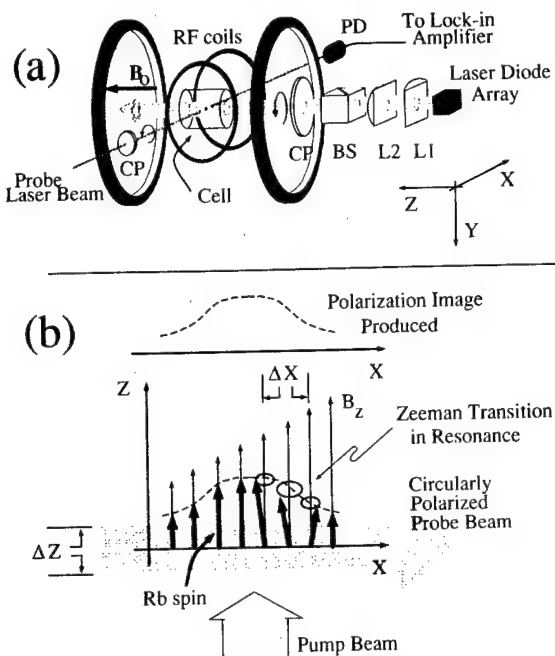 (a)
B0
RF coils
PD
To Lock-in
Amplifier
Laser Diode
Array
CP
Probe
Laser Beam
Cell
CP
BS
L2
L1
X
Z
Y
(b)
Polarization Image
Produced
X
Z
ΔX
Bz
Zeeman Transition
in Resonance
Circularly
Polarized
Probe Beam
ΔZ
X
Rb spin
Pump Beam